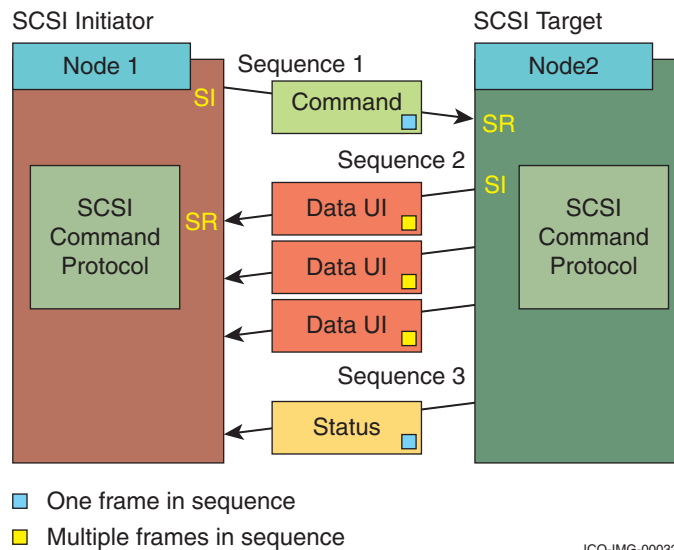 SCSI Initiator
SCSI Target
Node 1
Node2
Sequence 1
SI
Command
SR
Sequence 2
SI
Data UI
SR
SCSI
Command
Protocol
SCSI
Command
Protocol
Data UI
Data UI
Sequence 3
Status
One frame in sequence
Multiple frames in sequence